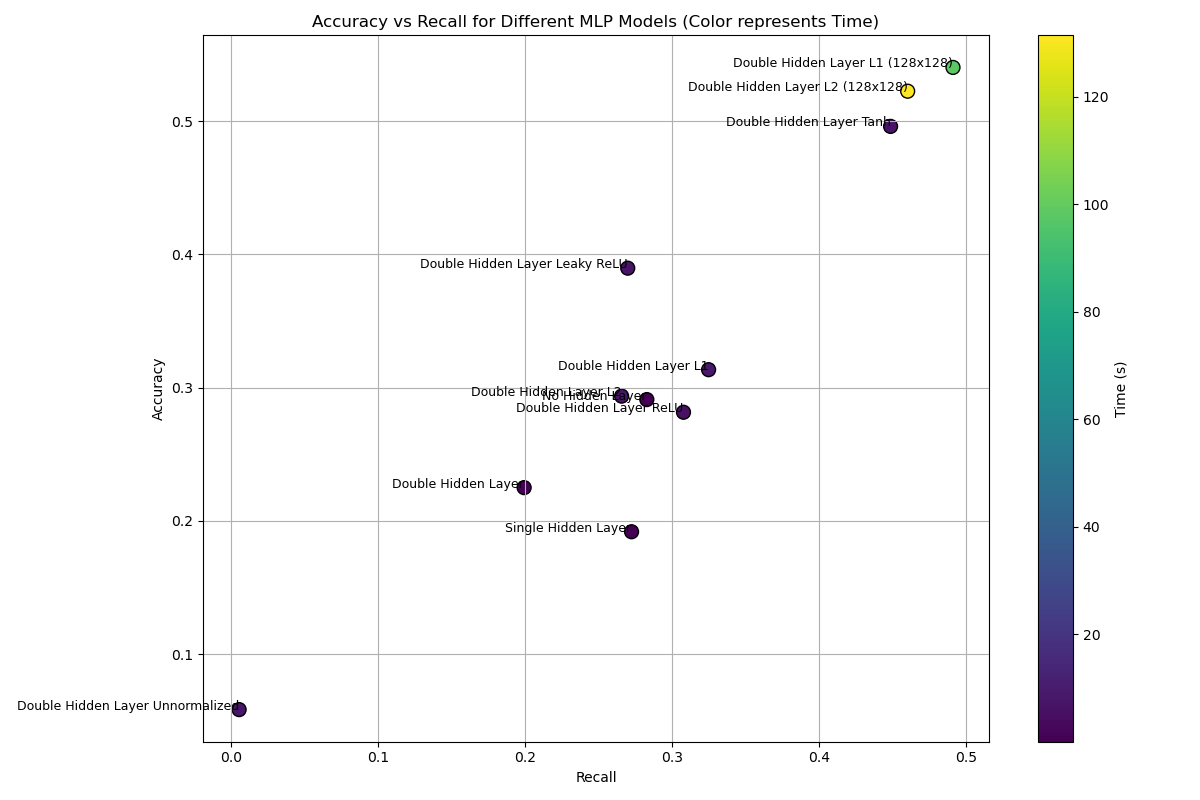 Accuracy vs Recall for Different MLP Models (Color represents Time)
Double Hidden Layer L1 (128x128)
Double Hidden Layer L2 (128x128)
Double Hidden Layer Tanh
Double Hidden Layer Leaky ReLU
Double Hidden Layer L1
Double Hidden Layer L2
No Hidden Layer
Double Hidden Layer ReLU
Double Hidden Layer
Single Hidden Layer
Double Hidden Layer Unnormalized
0.5
0.4
0.3
0.2
0.1
Accuracy
0.0
0.1
0.2
0.3
0.4
0.5
Recall
120
100
80
60
40
20
Time (s)